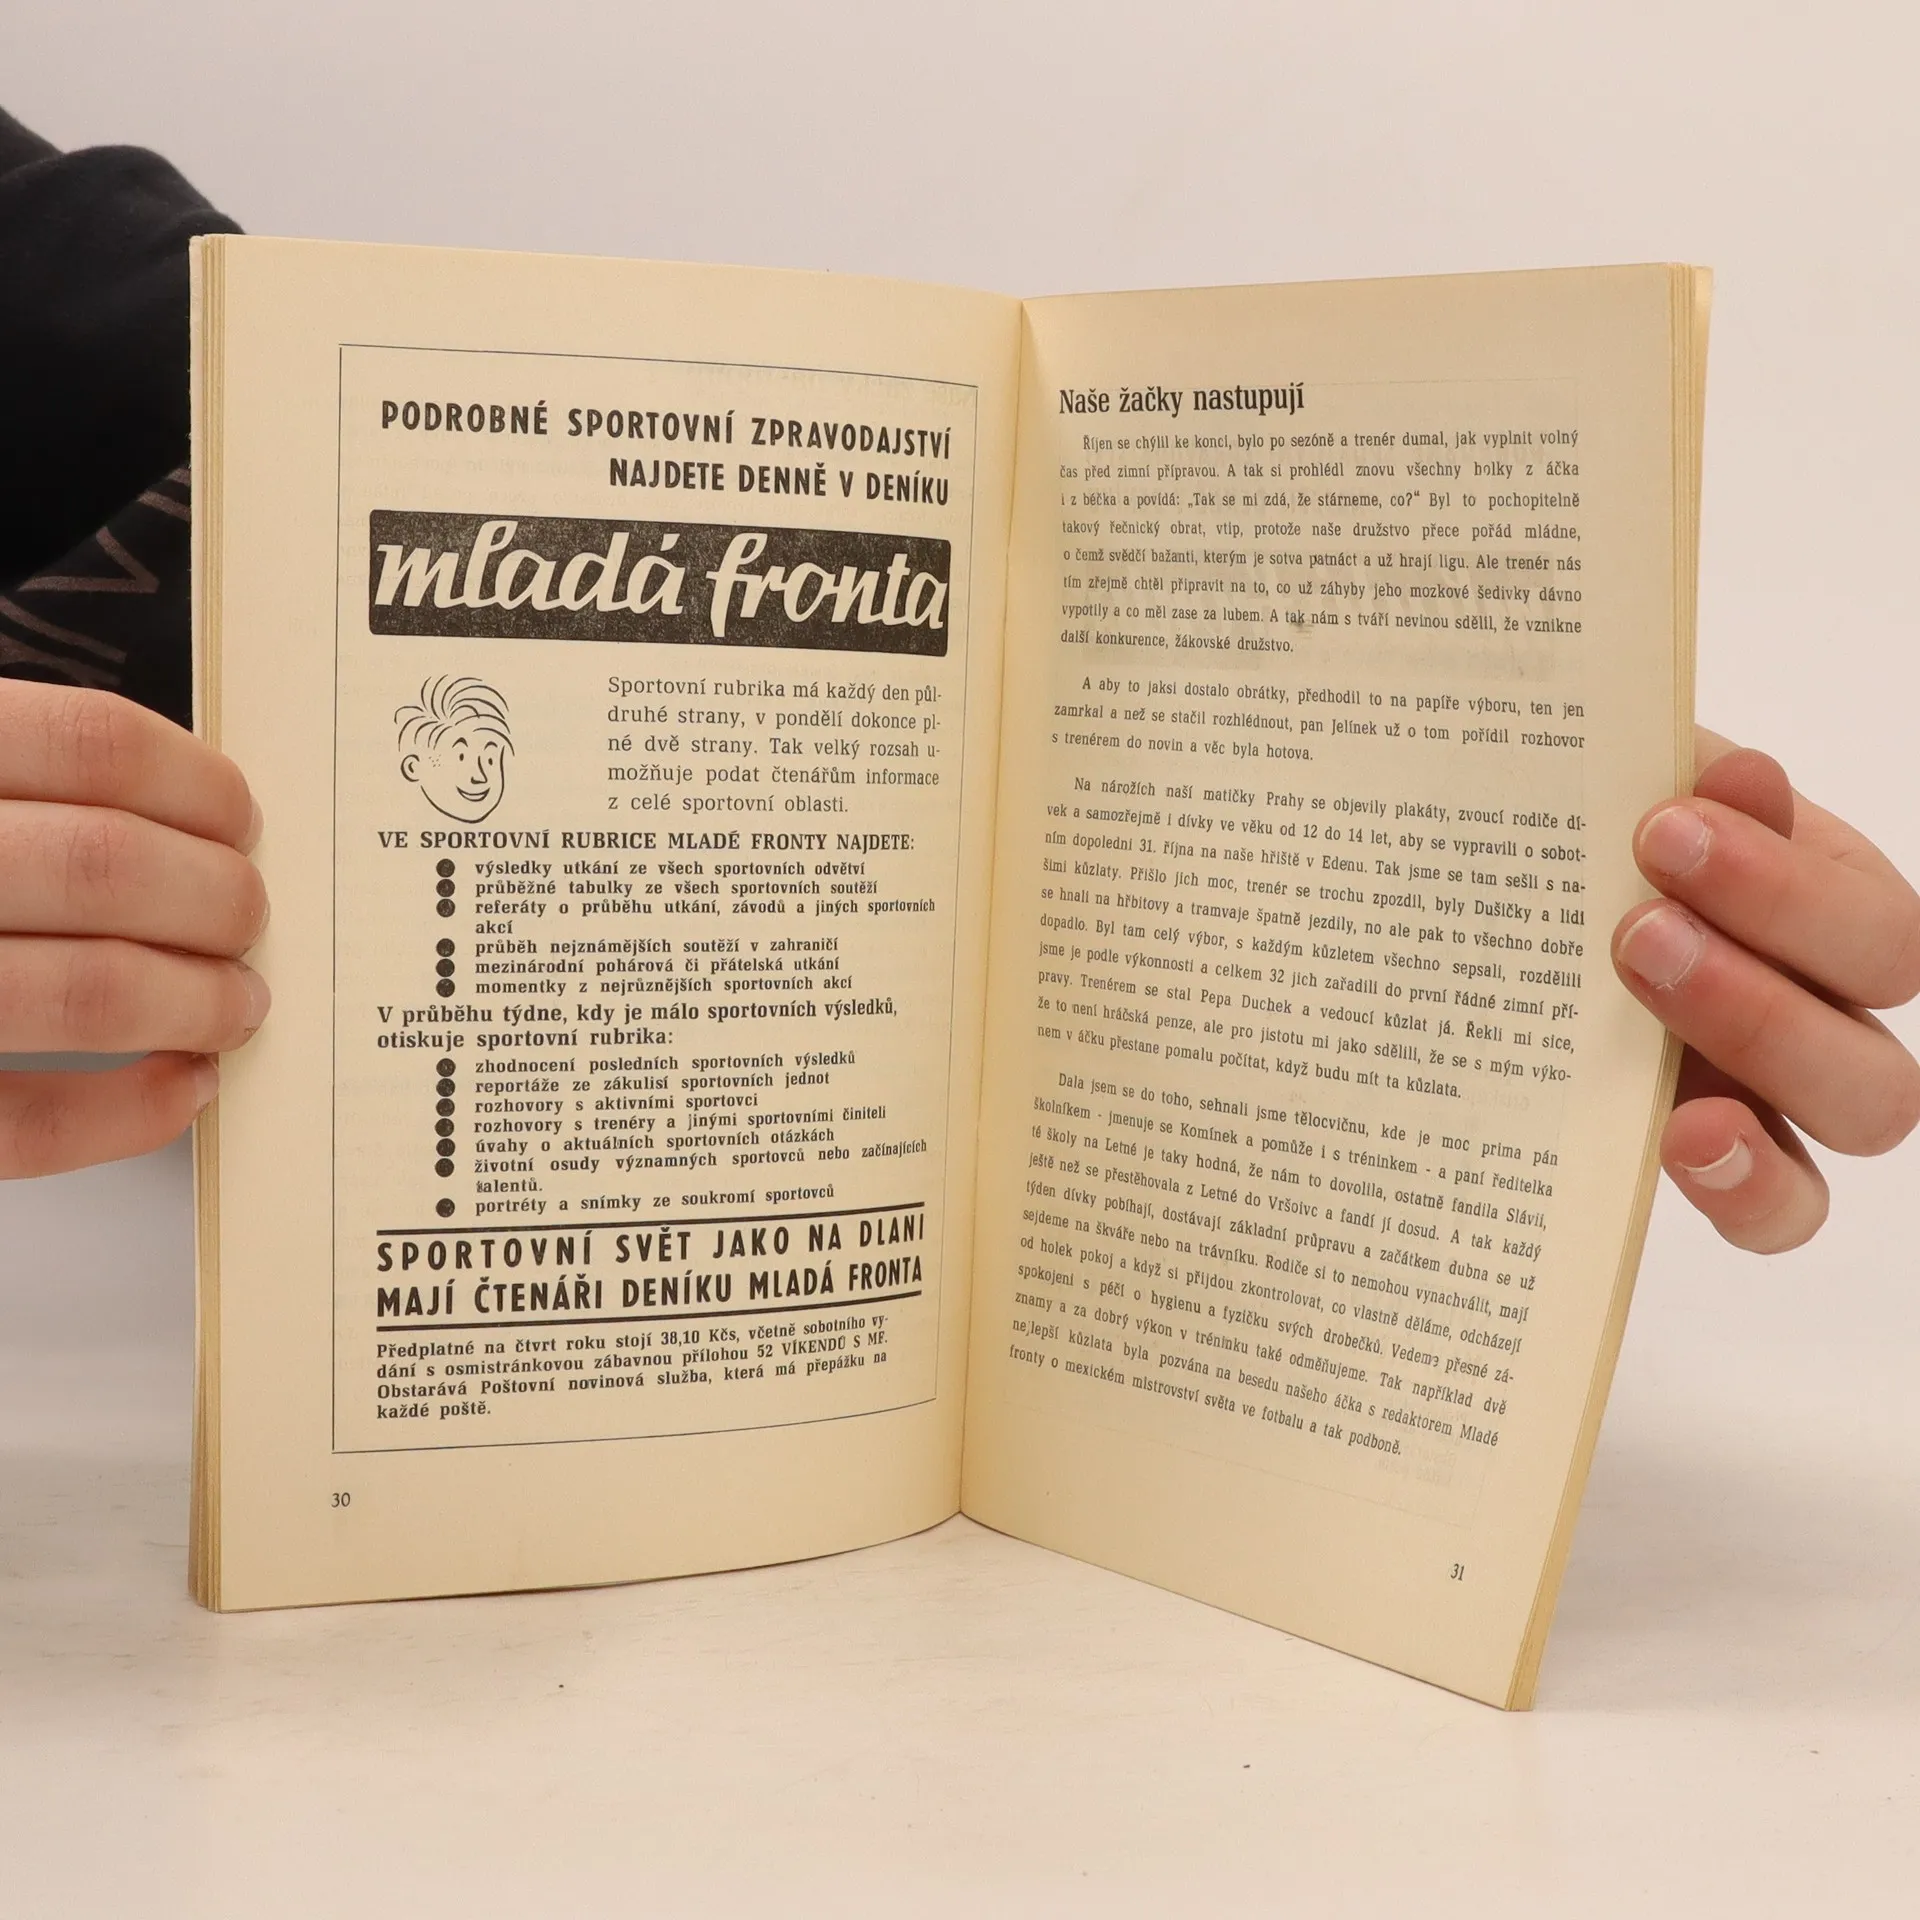 PODROBNÉ SPORTOVNÍ ZPRAVODAJSTVÍ
NAJDETE DENNĚ V DENÍKU
mladá fronta
Sportovní rubrika má každý den půl-
druhé strany, v pondělí dokonce pl-
né dvě strany. Tak velký rozsah u-
možňuje podat čtenářům informace
z celé sportovní oblasti.
VE SPORTOVNÍ RUBRICE MLADÉ FRONTY NAJDETE:
výsledky utkání ze všech sportovních odvětví
průběžné tabulky ze všech sportovních soutěží
referáty o průběhu utkání, závodů a jiných sportovních
akcí
průběh nejznámějších soutěží v zahraničí
mezinárodní pohárová či přátelská utkání
momentky z nejrůznějších sportovních akcí
V průběhu týdne, kdy je málo sportovních výsledků,
otiskuje sportovní rubrika:
zhodnocení posledních sportovních výsledků
reportáže ze zákulisí sportovních jednot
rozhovory s aktivními sportovci
rozhovory s trenéry a jinými sportovními činiteli
úvahy o aktuálních sportovních otázkách
životní osudy významných sportovců nebo začínajících
talentů.
portréty a snímky ze soukromí sportovců
SPORTOVNÍ SVĚT JAKO NA DLANI
MAJÍ ČTENÁŘI DENÍKU MLADÁ FRONTA
Předplatné na čtvrt roku stojí 38,10 Kčs, včetně sobotního vy-
dání s osmistránkovou zábavnou přílohou 52 VÍKENDŮ S MF.
Obstarává Poštovní novinová služba, která má přepážku na
každé poště.
30
Naše žačky nastupují
Říjen se chýlil ke konci, bylo po sezóně a trenér dumal, jak vyplnit volný
čas před zimní přípravou. A tak si prohlédl znovu všechny holky z áčka
i z béčka a povídá: „Tak se mi zdá, že stárneme, co?“ Byl to pochopitelně
takový řečnický obrat, vtip, protože naše družstvo přece pořád mládne,
o čemž svědčí bažanti, kterým je sotva patnáct a už hrají ligu. Ale trenér nás
tím zřejmě chtěl připravit na to, co už záhyby jeho mozkové šedivky dávno
vypotily a co měl zase za lubem. A tak nám s tváří nevinou sdělil, že vznikne
další konkurence, žákovské družstvo.
A aby to jaksi dostalo obrátky, předhodil to na papíře výboru, ten jen
zamrkal a než se stačil rozhlédnout, pan Jelínek už o tom pořídil rozhovor
s trenérem do novin a věc byla hotova.
Na nárožích naší matičky Prahy se objevily plakáty, zvoucí rodiče dí-
vek a samozřejmě i dívky ve věku od 12 do 14 let, aby se vypravili o sobot-
ním dopoledni 31. října na naše hřiště v Edenu. Tak jsme se tam sešli s na-
šimi kůzlaty. Přišlo jich moc, trenér se trochu zpozdil, byly Dušičky a lidi
se hnali na hřbitovy a tramvaje špatně jezdily, no ale pak to všechno dobře
dopadlo. Byl tam celý výbor, s každým kůzletem všechno sepsali, rozdělili
jsme je podle výkonnosti a celkem 32 jich zařadili do první řádné zimní pří-
pravy. Trenérem se stal Pepa Duchek a vedoucí kůzlat já. Řekli mi sice,
že to není hráčská penze, ale pro jistotu mi jako sdělili, že se s mým výko-
nem v áčku přestane pomalu počítat, když budu mít ta kůzlata.
Dala jsem se do toho, sehnali jsme tělocvičnu, kde je moc prima pán
školníkem - jmenuje se Komínek a pomůže i s tréninkem - a paní ředitelka
té školy na Letné je taky hodná, že nám to dovolila, ostatně fandila Slávii,
ještě než se přestěhovala z Letné do Vršoivc a fandí jí dosud. A tak každý
týden dívky pobíhají, dostávají základní průpravu a začátkem dubna se už
sejdeme na škváře nebo na trávníku. Rodiče si to nemohou vynachválit, mají
od holek pokoj a když si přijdou zkontrolovat, co vlastně děláme, odcházejí
spokojeni s péčí o hygienu a fyzičku svých drobečků. Vedeme přesné zá-
znamy a za dobrý výkon v tréninku také odměňujeme. Tak například dvě
nejlepší kůzlata byla pozvána na besedu našeho áčka s redaktorem Mladé
fronty o mexickém mistrovství světa ve fotbalu a tak podboně.
31